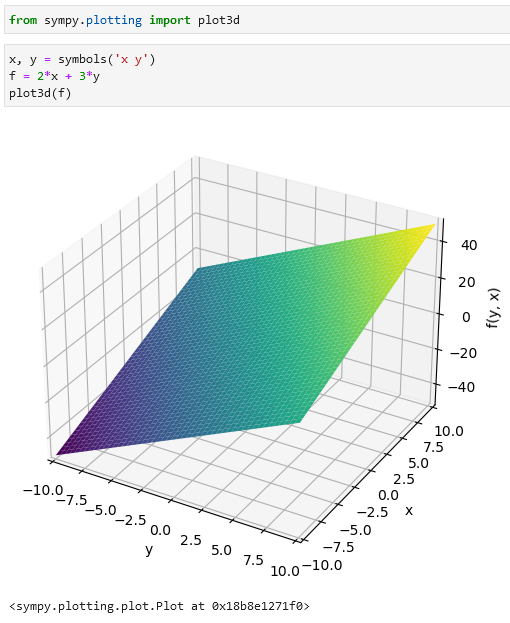 from sympy.plotting import plot3d
x, y = symbols('x y')
f = 2*x + 3*y
plot3d(f)
40
20
0
−20
−40
f(y, x)
−10.0
−7.5
−5.0
−2.5
0.0
2.5
5.0
7.5
10.0
y
10.0
7.5
5.0
2.5
0.0
−2.5
−5.0
−7.5
−10.0
x
<sympy.plotting.plot.Plot at 0x18b8e1271f0>